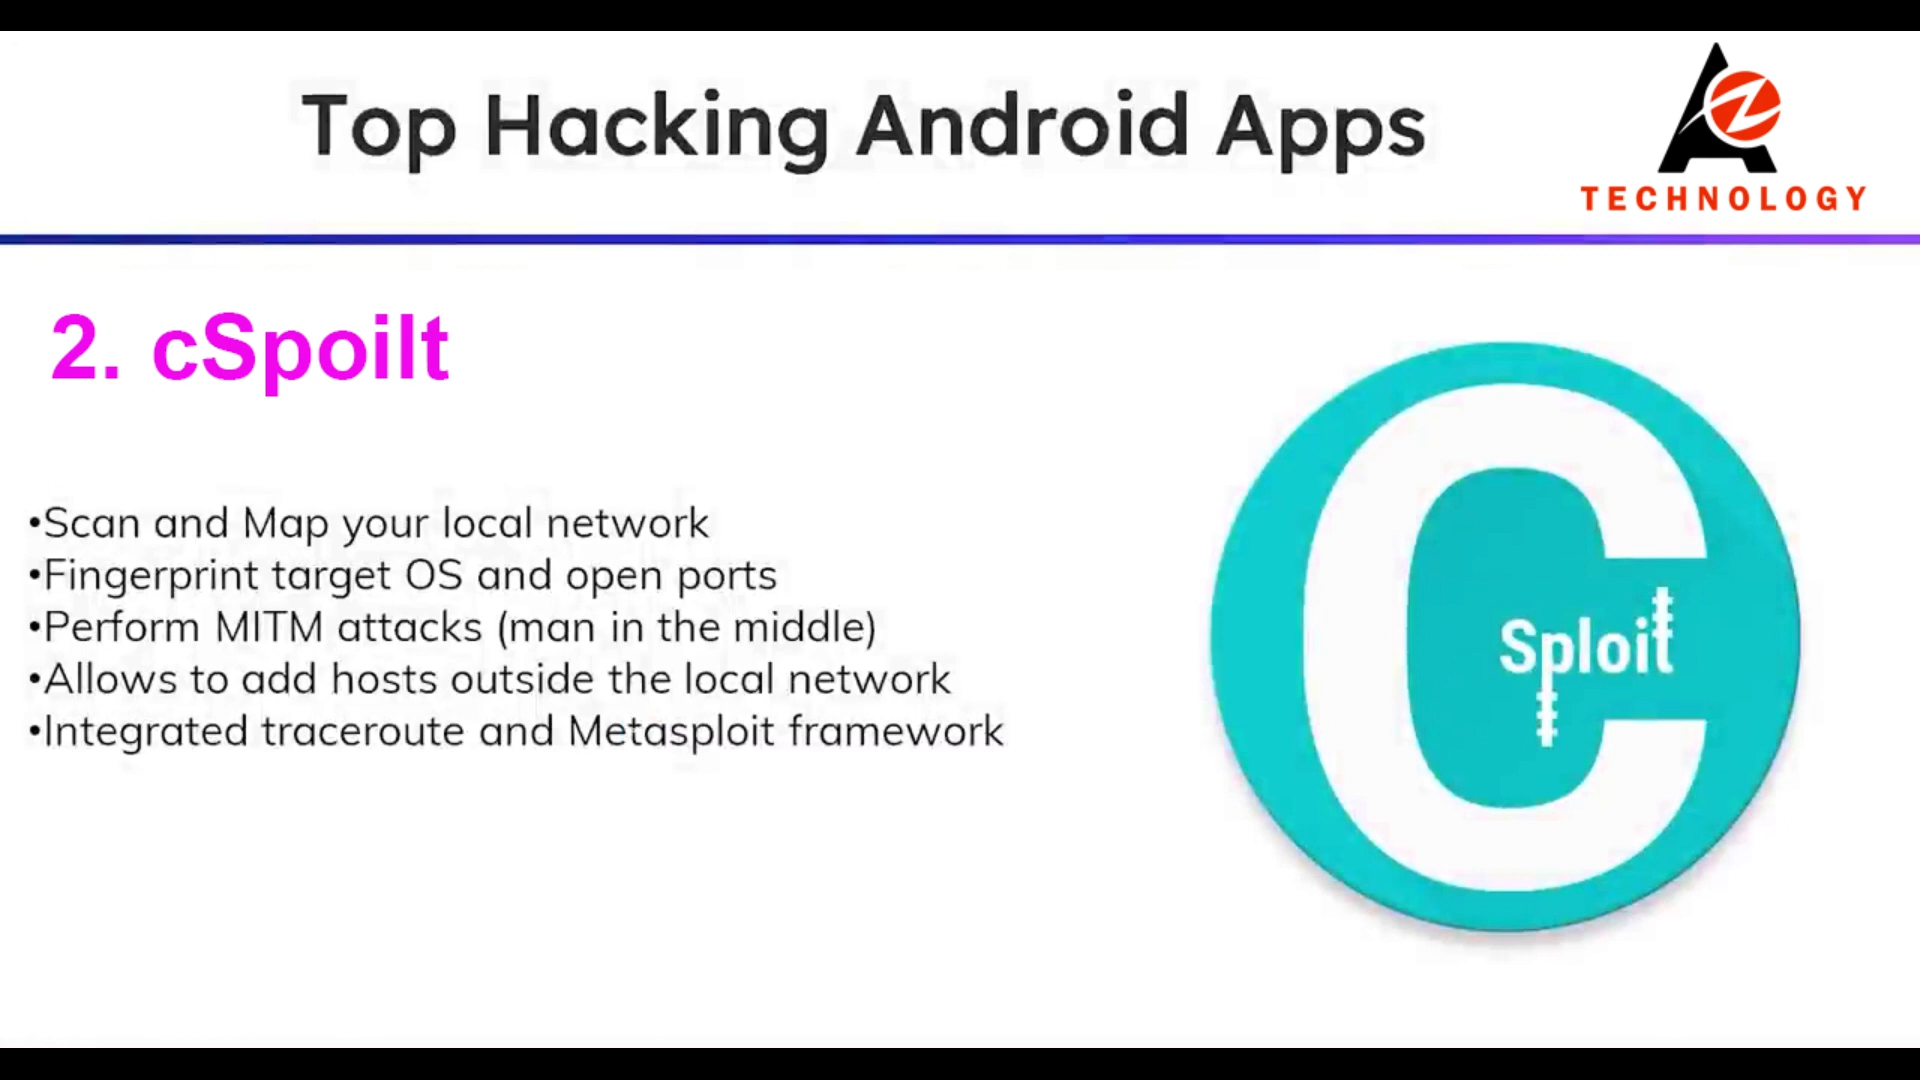 Top Hacking Android Apps
AZ
TECHNOLOGY
2. cSpoilt
•Scan and Map your local network
•Fingerprint target OS and open ports
•Perform MITM attacks (man in the middle)
•Allows to add hosts outside the local network
•Integrated traceroute and Metasploit framework
C
Sploit